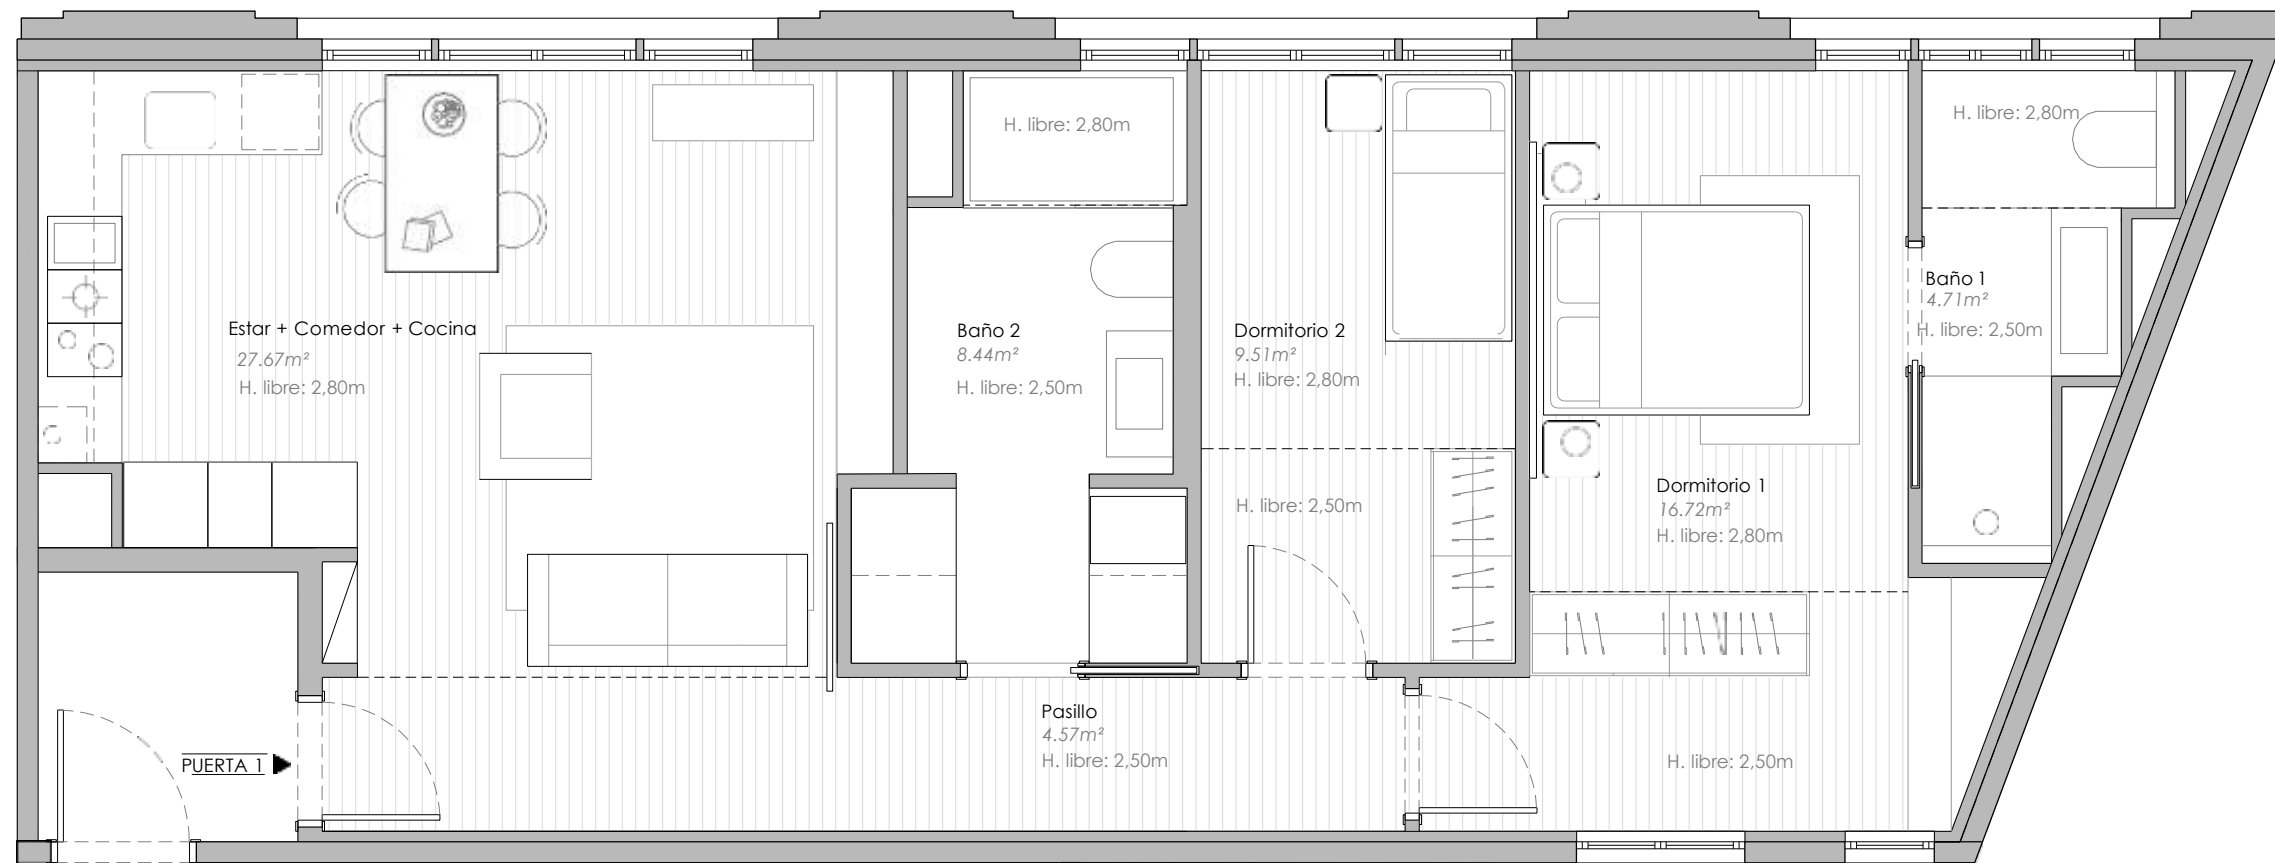 H. libre: 2,80m
H. libre: 2,80m
Estar + Comedor + Cocina
27.67m²
H. libre: 2,80m
Baño 2
8.44m²
H. libre: 2,50m
Dormitorio 2
9.51m²
H. libre: 2,80m
H. libre: 2,50m
Baño 1
4.71m²
H. libre: 2,50m
Dormitorio 1
16.72m²
H. libre: 2,80m
Pasillo
4.57m²
H. libre: 2,50m
PUERTA 1
H. libre: 2,50m